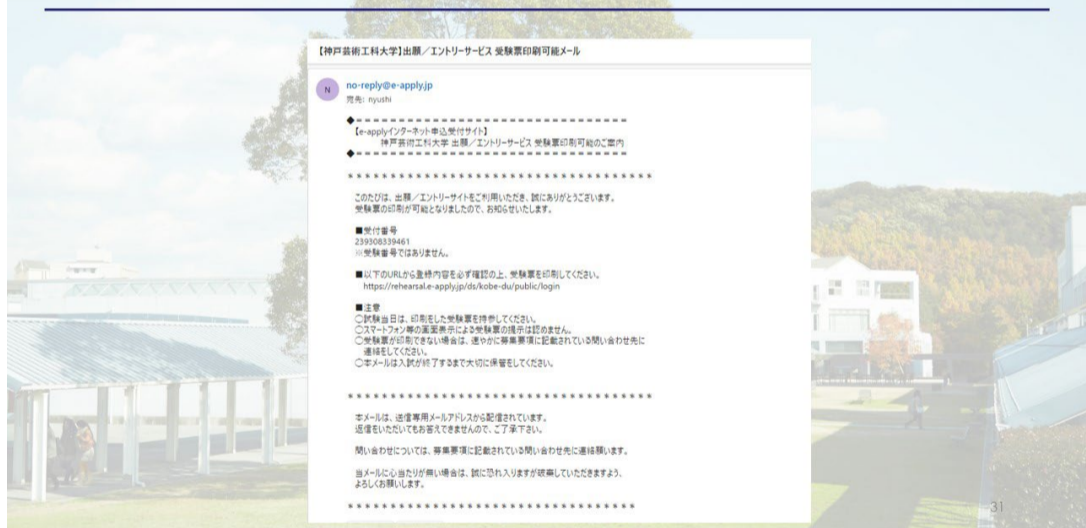 【神戸芸術工科大学】出願／エントリーサービス 受験票印刷可能メール
N
no-reply@e-apply.jp
宛先: nyushi
◆＝＝＝＝＝＝＝＝＝＝＝＝＝＝＝＝＝＝＝＝＝＝＝＝＝＝＝＝＝＝
【e-applyインターネット申込受付サイト】
神戸芸術工科大学 出願／エントリーサービス 受験票印刷可能のご案内
◆＝＝＝＝＝＝＝＝＝＝＝＝＝＝＝＝＝＝＝＝＝＝＝＝＝＝＝＝＝＝
＊＊＊＊＊＊＊＊＊＊＊＊＊＊＊＊＊＊＊＊＊＊＊＊＊＊＊＊＊＊＊＊＊＊＊＊
このたびは、出願／エントリーサイトをご利用いただき、誠にありがとうございます。
受験票の印刷が可能となりましたので、お知らせいたします。
■受付番号
239308339461
※受験番号ではありません。
■以下のURLから登録内容を必ず確認の上、受験票を印刷してください。
https://rehearsal.e-apply.jp/ds/kobe-du/public/login
■注意
○試験当日は、印刷をした受験票を持参してください。
○スマートフォン等の画面表示による受験票の提示は認めません。
○受験票が印刷できない場合は、速やかに募集要項に記載されている問い合わせ先に
連絡をしてください。
○本メールは入試が終了するまで大切に保管をしてください。
＊＊＊＊＊＊＊＊＊＊＊＊＊＊＊＊＊＊＊＊＊＊＊＊＊＊＊＊＊＊＊＊＊＊＊＊
本メールは、送信専用メールアドレスから配信されています。
返信をいただいてもお答えできませんので、ご了承下さい。
問い合わせについては、募集要項に記載されている問い合わせ先に連絡願います。
当メールに心当たりが無い場合は、誠に恐れ入りますが破棄していただきますよう、
よろしくお願いします。
＊＊＊＊＊＊＊＊＊＊＊＊＊＊＊＊＊＊＊＊＊＊＊＊＊＊＊＊＊＊＊＊＊＊
31